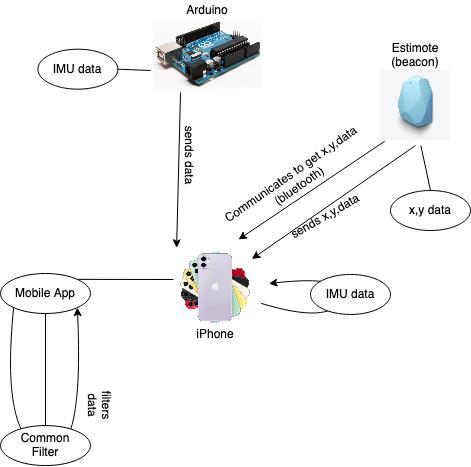 Arduino
IMU data
Estimote
(beacon)
sends data
Communicates to get x,y,data
(bluetooth)
x,y data
sends x,y,data
Mobile App
IMU data
iPhone
filters
data
Common
Filter